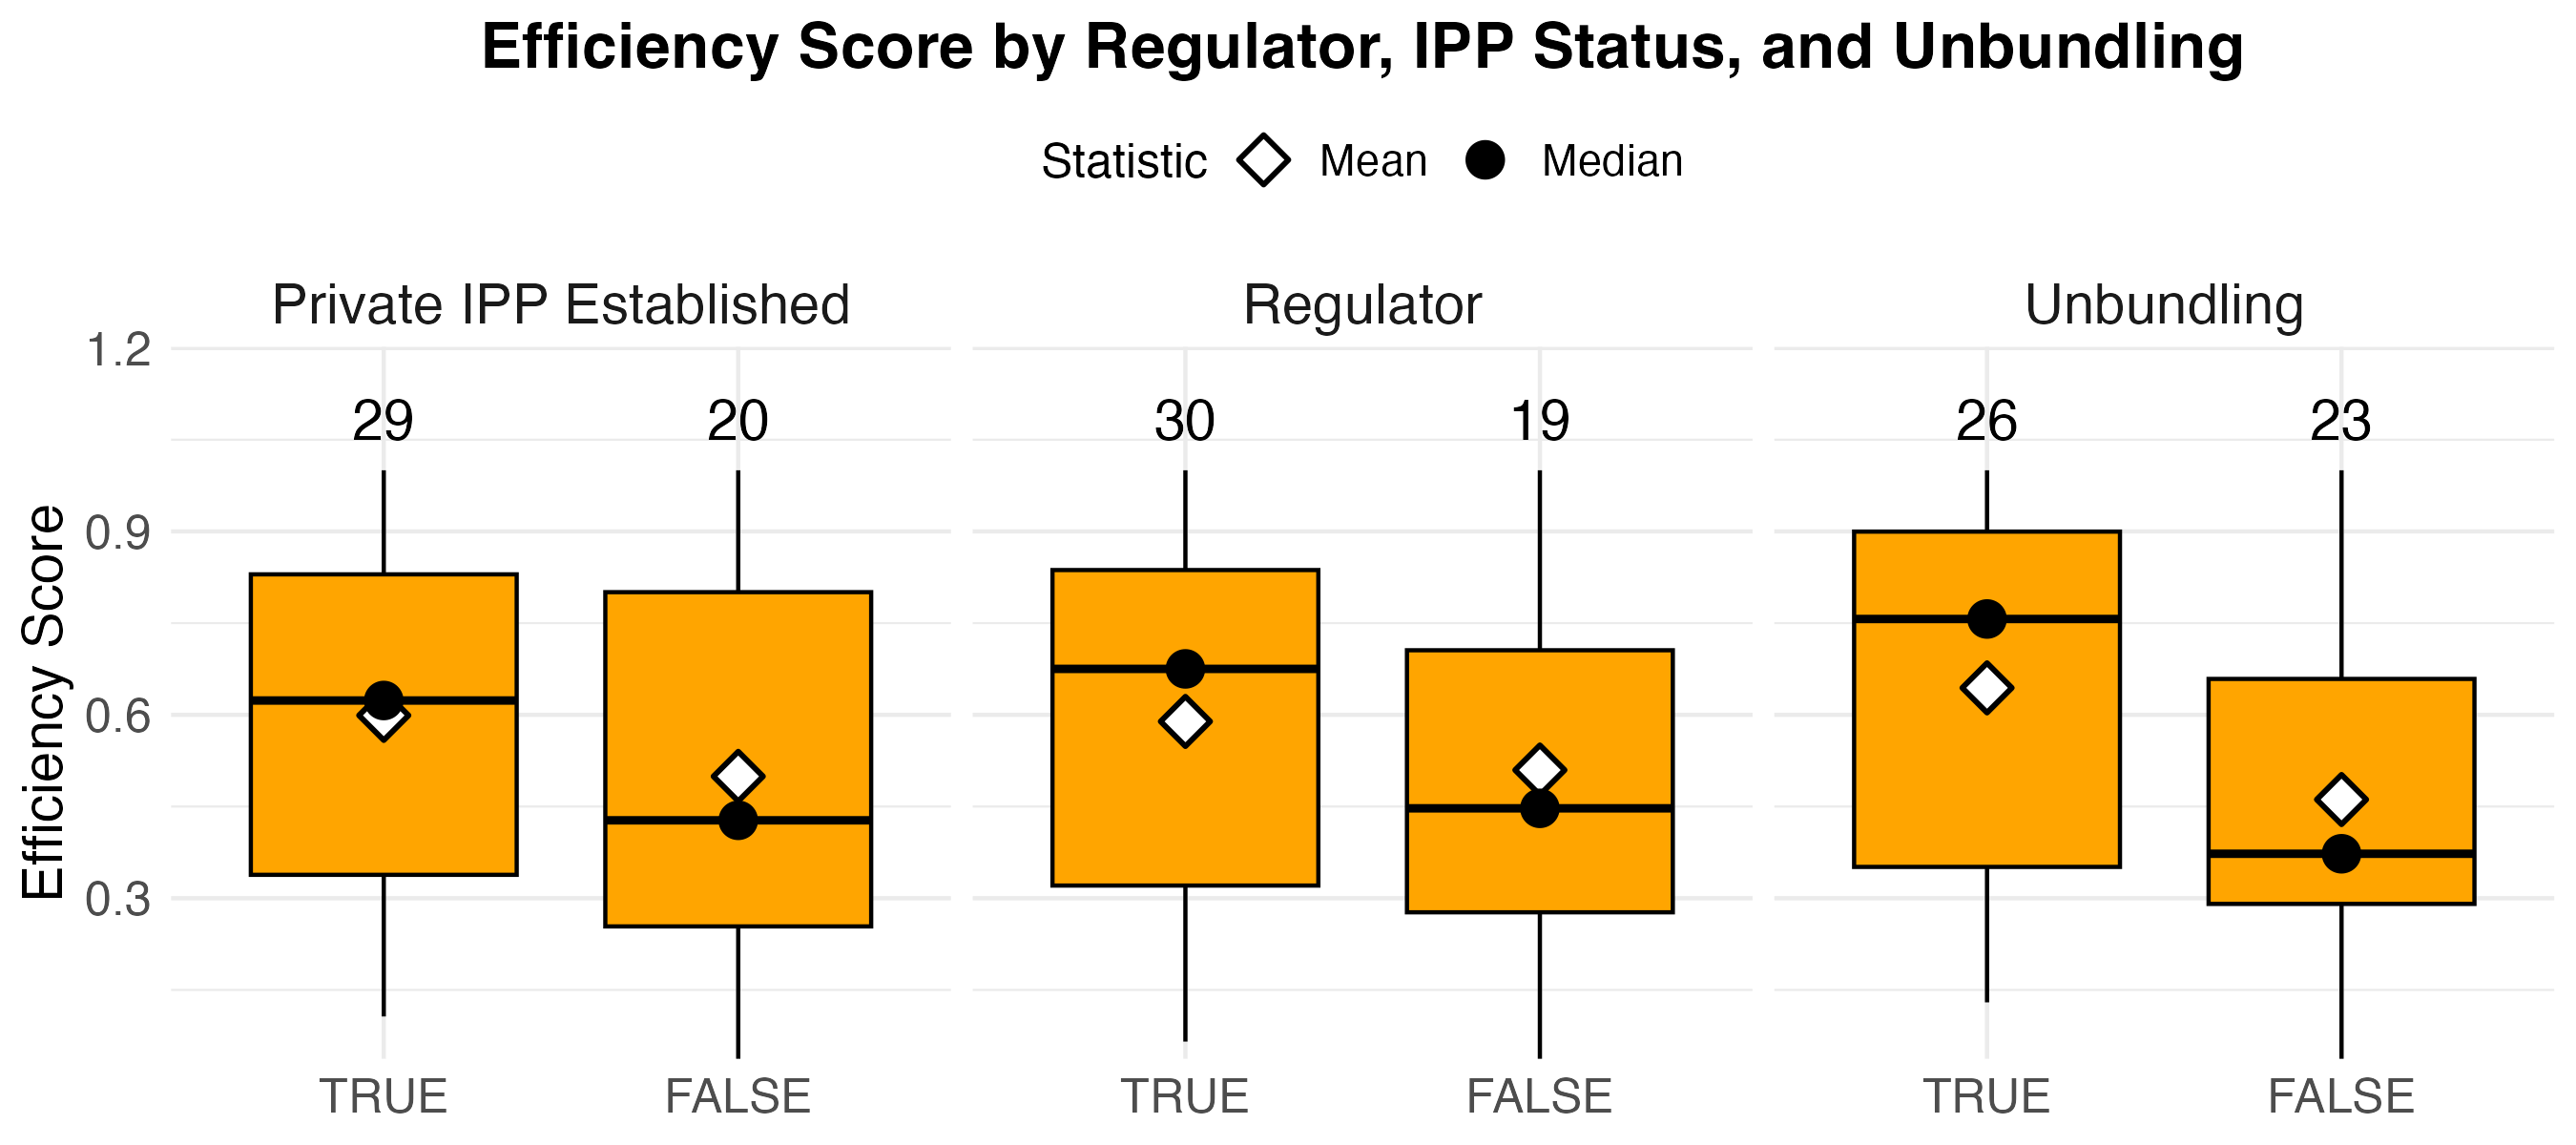 Efficiency Score by Regulator, IPP Status, and Unbundling
Statistic Mean Median
Private IPP Established Regulator Unbundling
1.2
29 20 30 19 26 23
0.9
0.6
0.3
Efficiency Score
TRUE FALSE TRUE FALSE TRUE FALSE